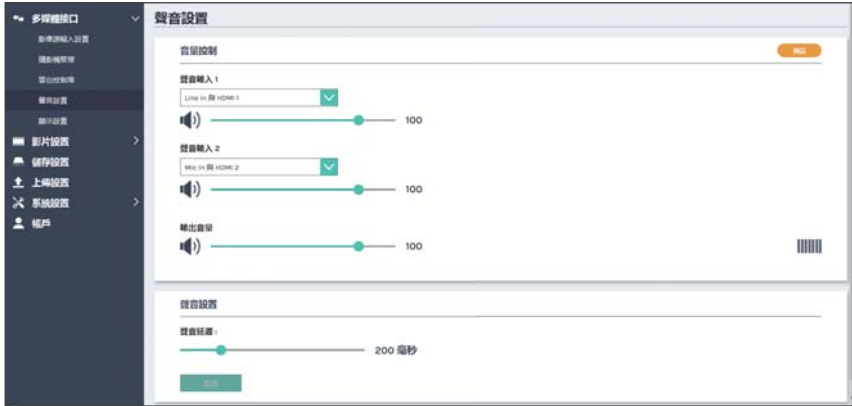 多媒體接口
影像源輸入設置
攝影機管理
雲台控制項
聲音設置
顯示設置
影片設置
儲存設置
上傳設置
系統設置
帳戶
聲音設置
音量控制
聲音輸入 1
Line in 與 HDMI 1
100
聲音輸入 2
Mic in 與 HDMI 2
100
輸出音量
100
聲音設置
聲音延遲 :
200 毫秒